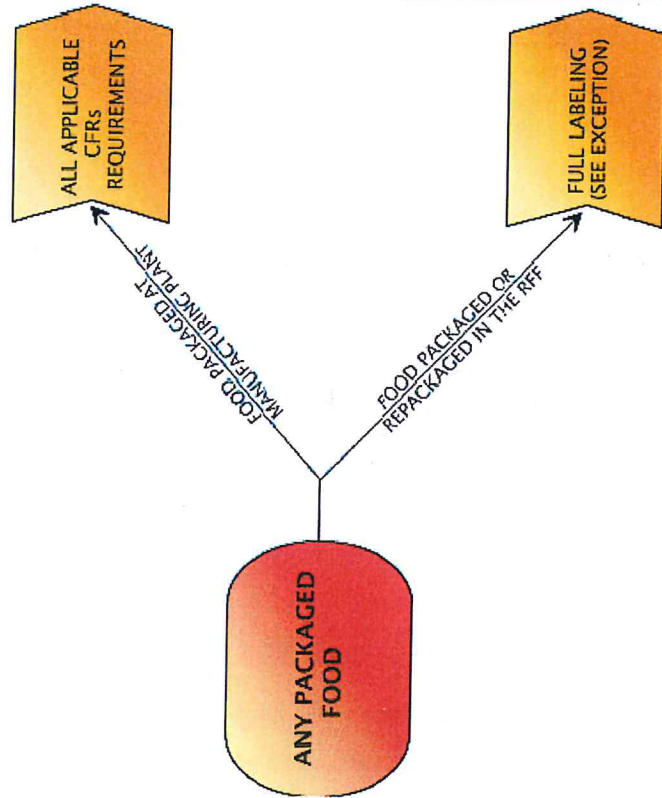 ANY PACKAGED
FOOD
FOOD PACKAGED AT
MANUFACTURING PLANT
ALL APPLICABLE
CFRs
REQUIREMENTS
FOOD PACKAGED OR
REPACKAGED IN THE RFF
FULL LABELING
(SEE EXCEPTION)